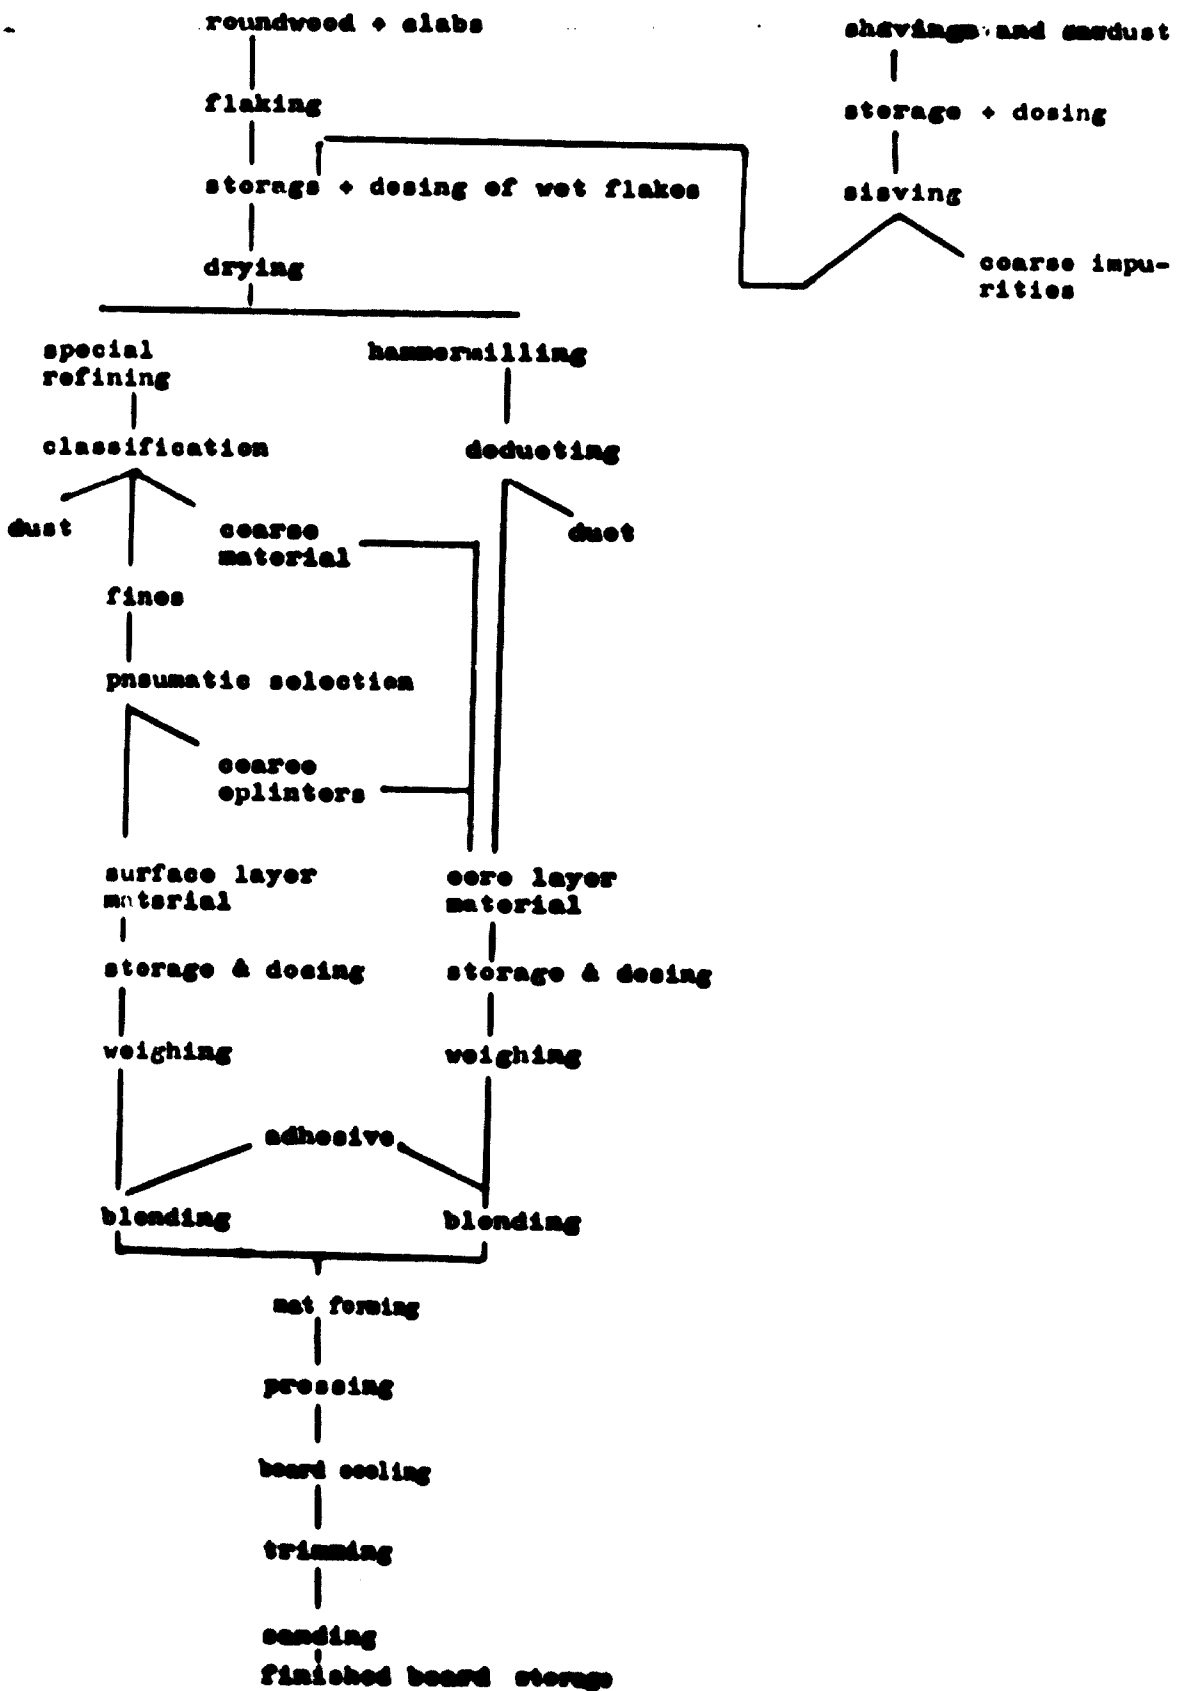 roundwood + slabs
flaking
storage + dosing of wet flakes
drying
shavings and sawdust
storage + dosing
sieving
coarse impu-
rities
special
refining
classification
dust
coarse
material
fines
pneumatic selection
coarse
splinters
surface layer
material
storage & dosing
weighing
hammermilling
dedusting
dust
core layer
material
storage & dosing
weighing
adhesive
blending
blending
mat forming
pressing
board cooling
trimming
sanding
finished board storage